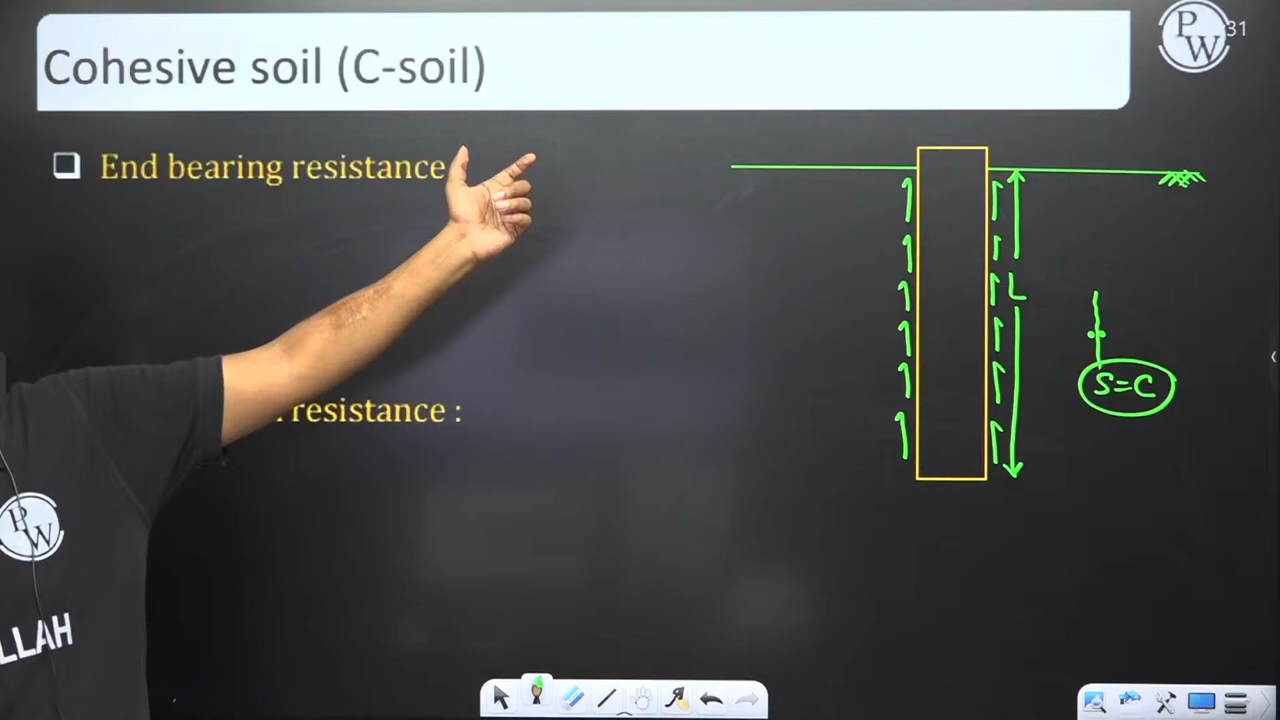 Cohesive soil (C-soil)
PW
31
End bearing resistance
L
S=C
resistance :
PW
LLAH